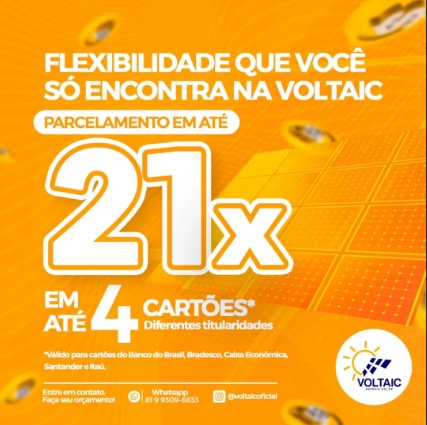 FLEXIBILIDADE QUE VOCÊ
SÓ ENCONTRA NA VOLTAIC
PARCELAMENTO EM ATÉ
21x
EM
ATÉ 4 CARTÕES*
Diferentes titularidades
*Válido para cartões do Banco do Brasil, Bradesco, Caixa Econômica,
Santander e Itaú.
Entre em contato.
Faça seu orçamento!
Whatsapp
81 9 9309-6833
@voltaicoficial
VOLTAIC
ENERGIA SOLAR